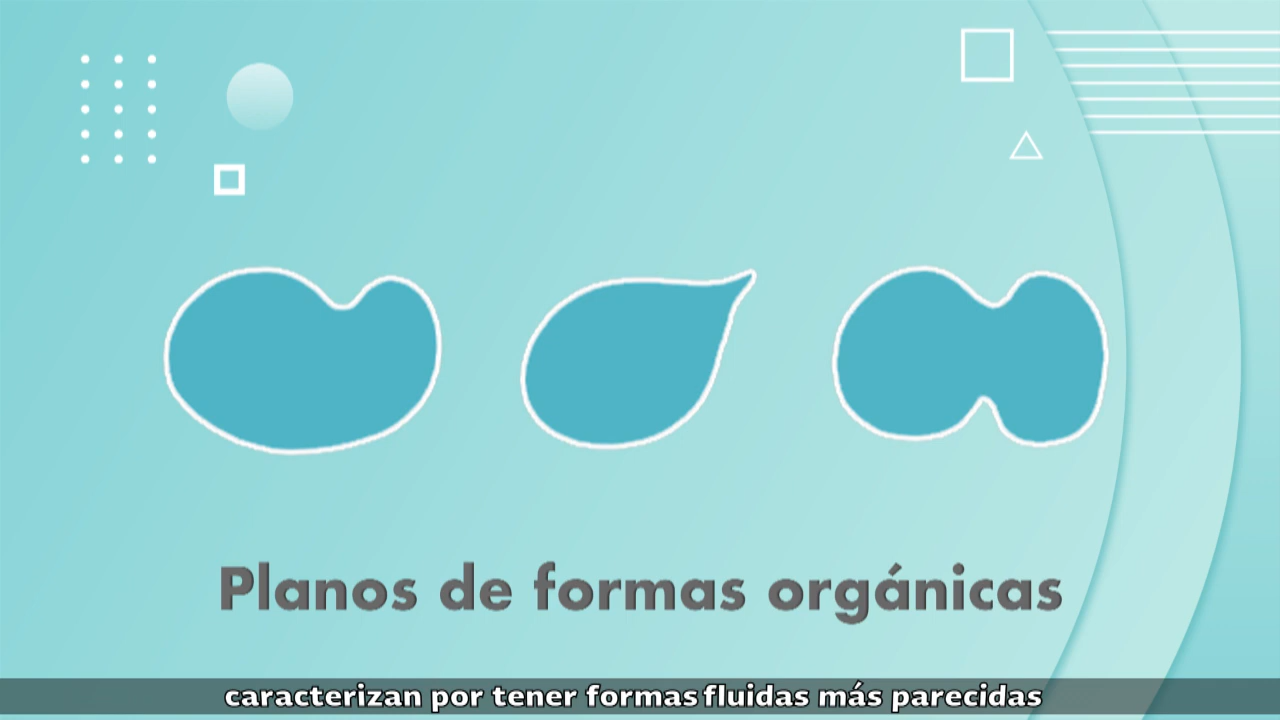 Planos de formas orgánicas
caracterizan por tener formas fluidas más parecidas